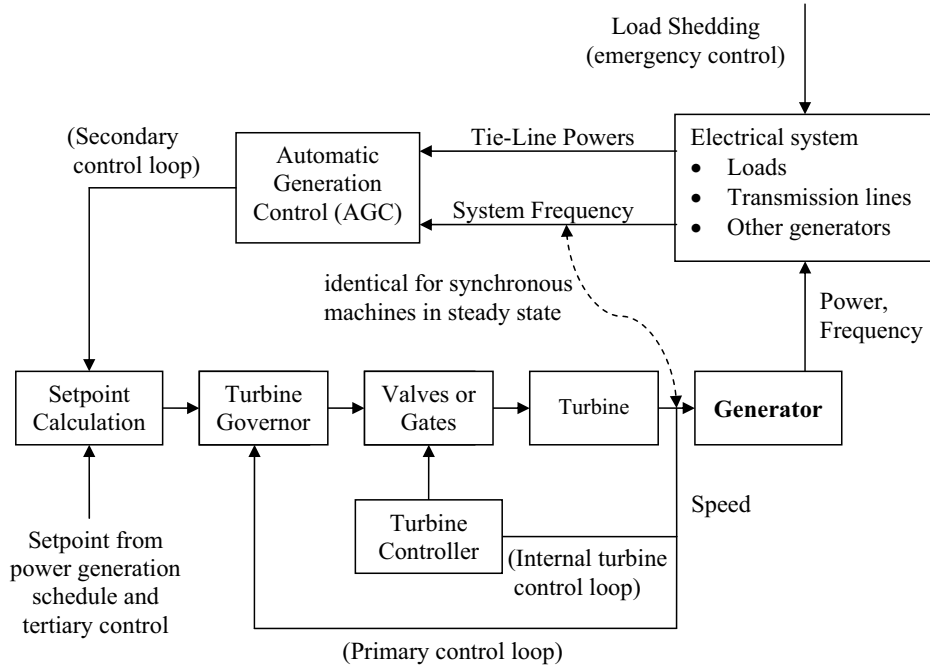 Load Shedding
(emergency control)
(Secondary
control loop)
Automatic
Generation
Control (AGC)
Tie-Line Powers
System Frequency
Electrical system
• Loads
• Transmission lines
• Other generators
identical for synchronous
machines in steady state
Power,
Frequency
Setpoint
Calculation
Turbine
Governor
Valves or
Gates
Turbine
Generator
Turbine
Controller
Speed
(Internal turbine
control loop)
Setpoint from
power generation
schedule and
tertiary control
(Primary control loop)